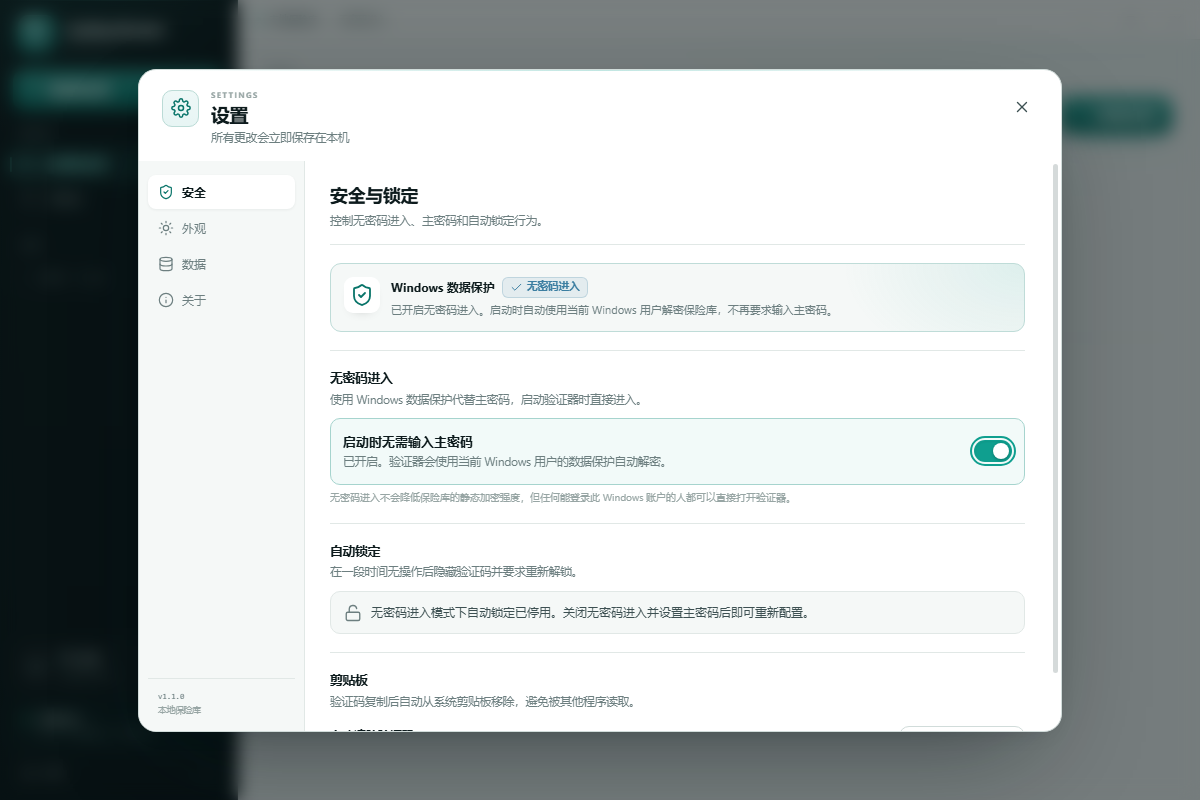 SETTINGS
设置
所有更改会立即保存在本机
安全
外观
数据
关于
v1.1.0
本地保险库
安全与锁定
控制无密码进入、主密码和自动锁定行为。
Windows 数据保护
无密码进入
已开启无密码进入。启动时自动使用当前 Windows 用户解密保险库，不再要求输入主密码。
无密码进入
使用 Windows 数据保护代替主密码，启动验证器时直接进入。
启动时无需输入主密码
已开启。验证器会使用当前 Windows 用户的数据保护自动解密。
无密码进入不会降低保险库的静态加密强度，但任何能登录此 Windows 账户的人都可以直接打开验证器。
自动锁定
在一段时间无操作后隐藏验证码并要求重新解锁。
无密码进入模式下自动锁定已停用。关闭无密码进入并设置主密码后即可重新配置。
剪贴板
验证码复制后自动从系统剪贴板移除，避免被其他程序读取。